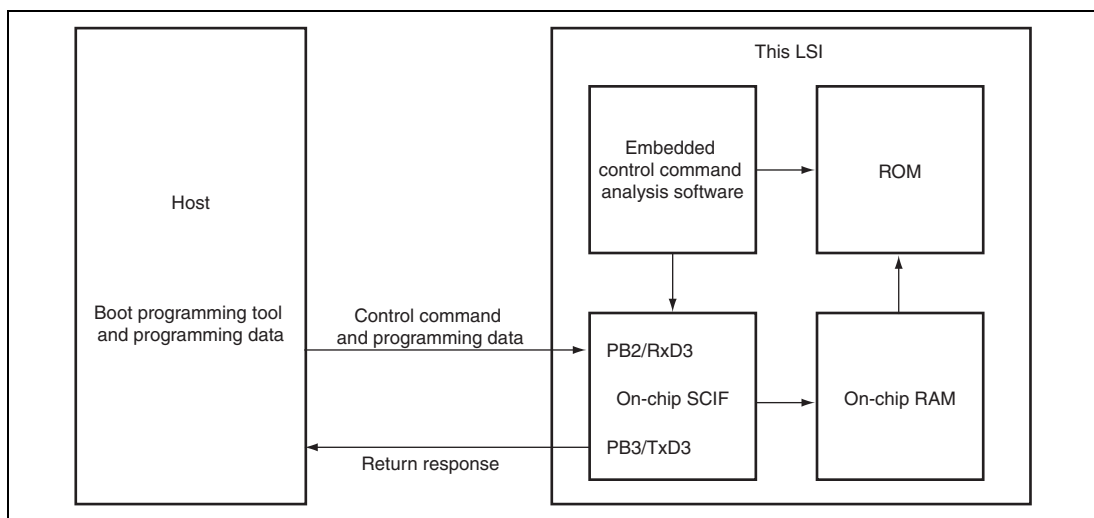 This LSI
Host
Boot programming tool
and programming data
Control command
and programming data
Return response
Embedded
control command
analysis software
ROM
PB2/RxD3
On-chip SCIF
PB3/TxD3
On-chip RAM